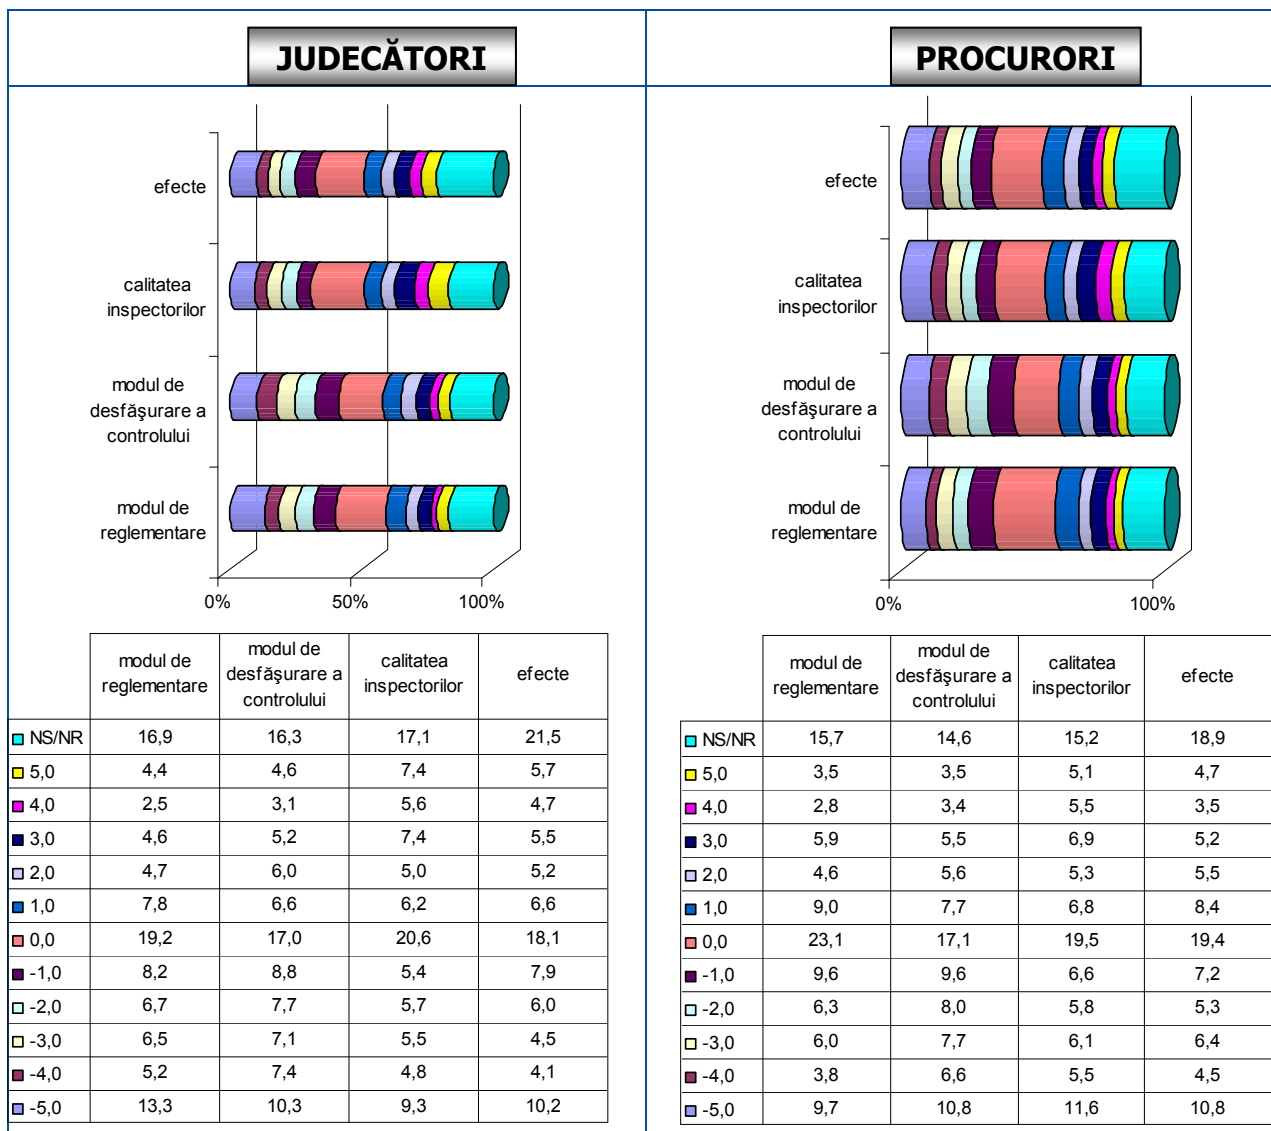 JUDECĂTORI
efecte
calitatea
inspectorilor
modul de
desfăşurare a
controlului
modul de
reglementare
0%
50%
100%
modul de
reglementare
modul de
desfăşurare a
controlului
calitatea
inspectorilor
efecte
NS/NR 16,9 16,3 17,1 21,5
5,0 4,4 4,6 7,4 5,7
4,0 2,5 3,1 5,6 4,7
3,0 4,6 5,2 7,4 5,5
2,0 4,7 6,0 5,0 5,2
1,0 7,8 6,6 6,2 6,6
0,0 19,2 17,0 20,6 18,1
-1,0 8,2 8,8 5,4 7,9
-2,0 6,7 7,7 5,7 6,0
-3,0 6,5 7,1 5,5 4,5
-4,0 5,2 7,4 4,8 4,1
-5,0 13,3 10,3 9,3 10,2
PROCURORI
efecte
calitatea
inspectorilor
modul de
desfăşurare a
controlului
modul de
reglementare
0%
100%
modul de
reglementare
modul de
desfăşurare a
controlului
calitatea
inspectorilor
efecte
NS/NR 15,7 14,6 15,2 18,9
5,0 3,5 3,5 5,1 4,7
4,0 2,8 3,4 5,5 3,5
3,0 5,9 5,5 6,9 5,2
2,0 4,6 5,6 5,3 5,5
1,0 9,0 7,7 6,8 8,4
0,0 23,1 17,1 19,5 19,4
-1,0 9,6 9,6 6,6 7,2
-2,0 6,3 8,0 5,8 5,3
-3,0 6,0 7,7 6,1 6,4
-4,0 3,8 6,6 5,5 4,5
-5,0 9,7 10,8 11,6 10,8